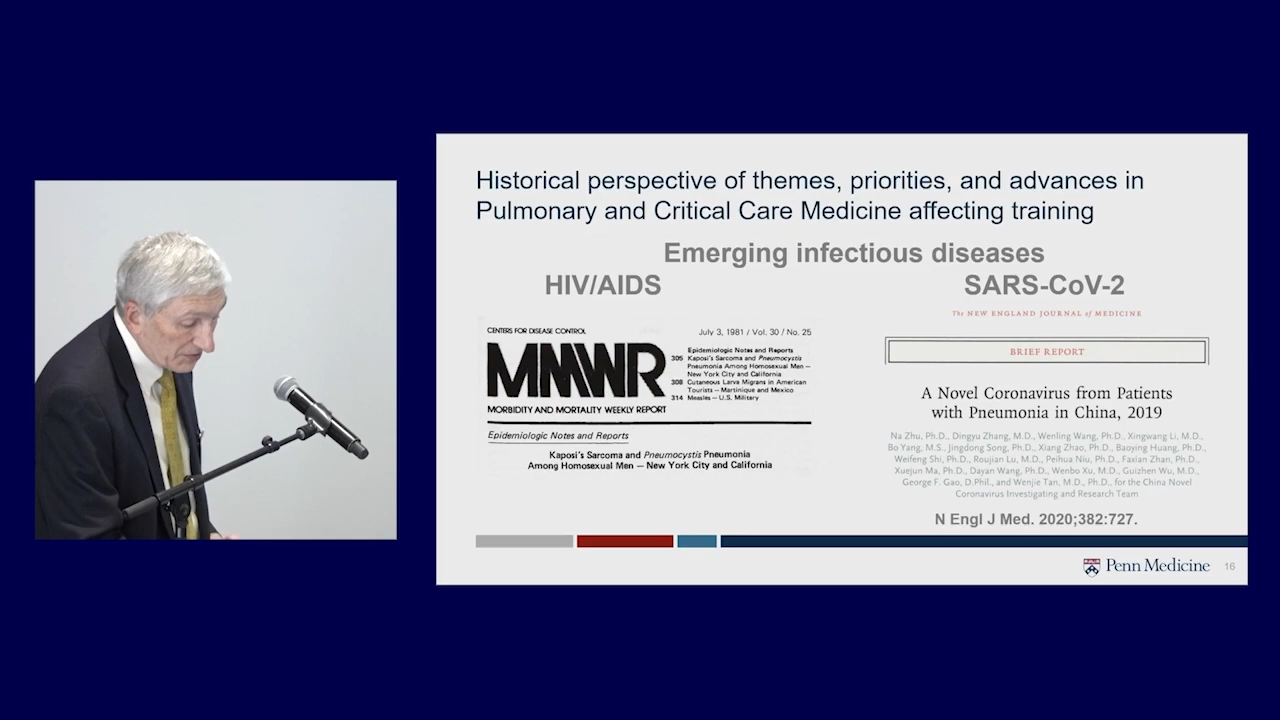 Historical perspective of themes, priorities, and advances in
Pulmonary and Critical Care Medicine affecting training
Emerging infectious diseases
HIV/AIDS
CENTERS FOR DISEASE CONTROL
July 3, 1981 / Vol. 30 / No. 25
MMWR
MORBIDITY AND MORTALITY WEEKLY REPORT
Epidemiologic Notes and Reports
305 Kaposi's Sarcoma and Pneumocystis
Pneumonia Among Homosexual Men —
New York City and California
308 Cutaneous Larva Migrans in American
Tourists — Martinique and Mexico
314 Measles — U.S. Military
Epidemiologic Notes and Reports
Kaposi's Sarcoma and Pneumocystis Pneumonia
Among Homosexual Men — New York City and California
SARS-CoV-2
The NEW ENGLAND JOURNAL of MEDICINE
BRIEF REPORT
A Novel Coronavirus from Patients
with Pneumonia in China, 2019
Na Zhu, Ph.D., Dingyu Zhang, M.D., Wenling Wang, Ph.D., Xingwang Li, M.D.,
Bo Yang, M.S., Jingdong Song, Ph.D., Xiang Zhao, Ph.D., Baoying Huang, Ph.D.,
Weifeng Shi, Ph.D., Roujian Lu, M.D., Peihua Niu, Ph.D., Faxian Zhan, Ph.D.,
Xuejun Ma, Ph.D., Dayan Wang, Ph.D., Wenbo Xu, M.D., Guizhen Wu, M.D.,
George F. Gao, D.Phil., and Wenjie Tan, M.D., Ph.D., for the China Novel
Coronavirus Investigating and Research Team
N Engl J Med. 2020;382:727.
Penn Medicine
16